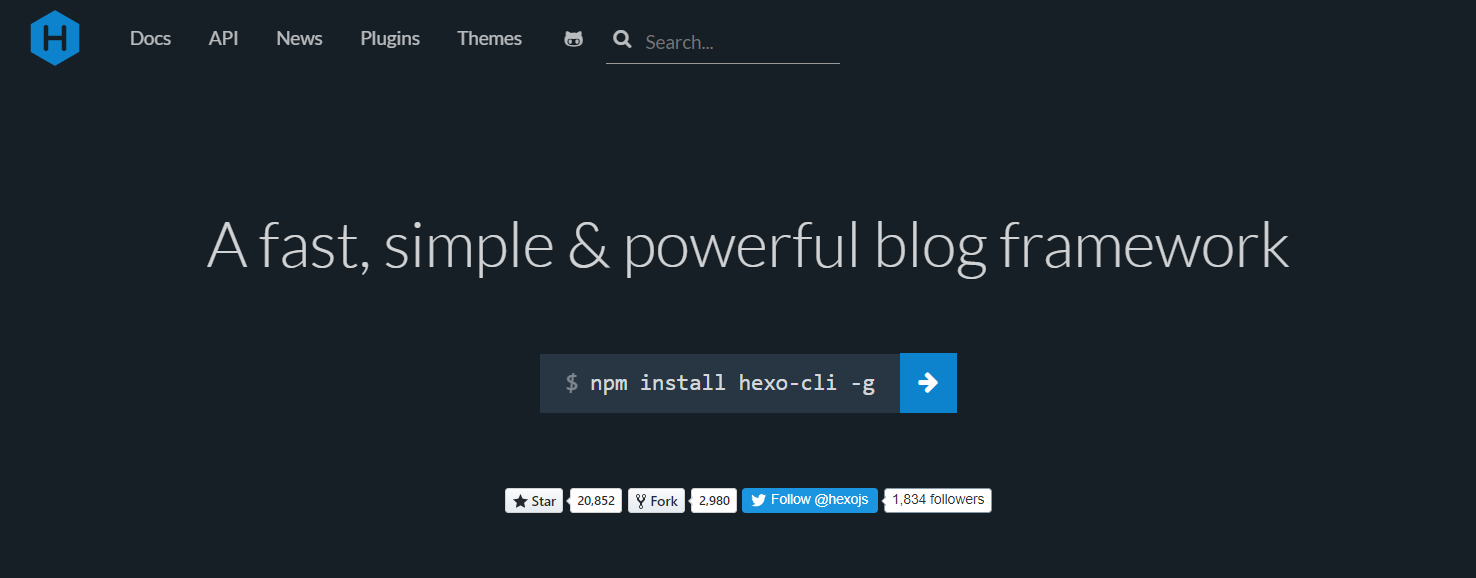 H Docs API News Plugins Themes Search...
A fast, simple & powerful blog framework
$ npm install hexo-cli -g
Star 20,852 Fork 2,980 Follow @hexojs 1,834 followers